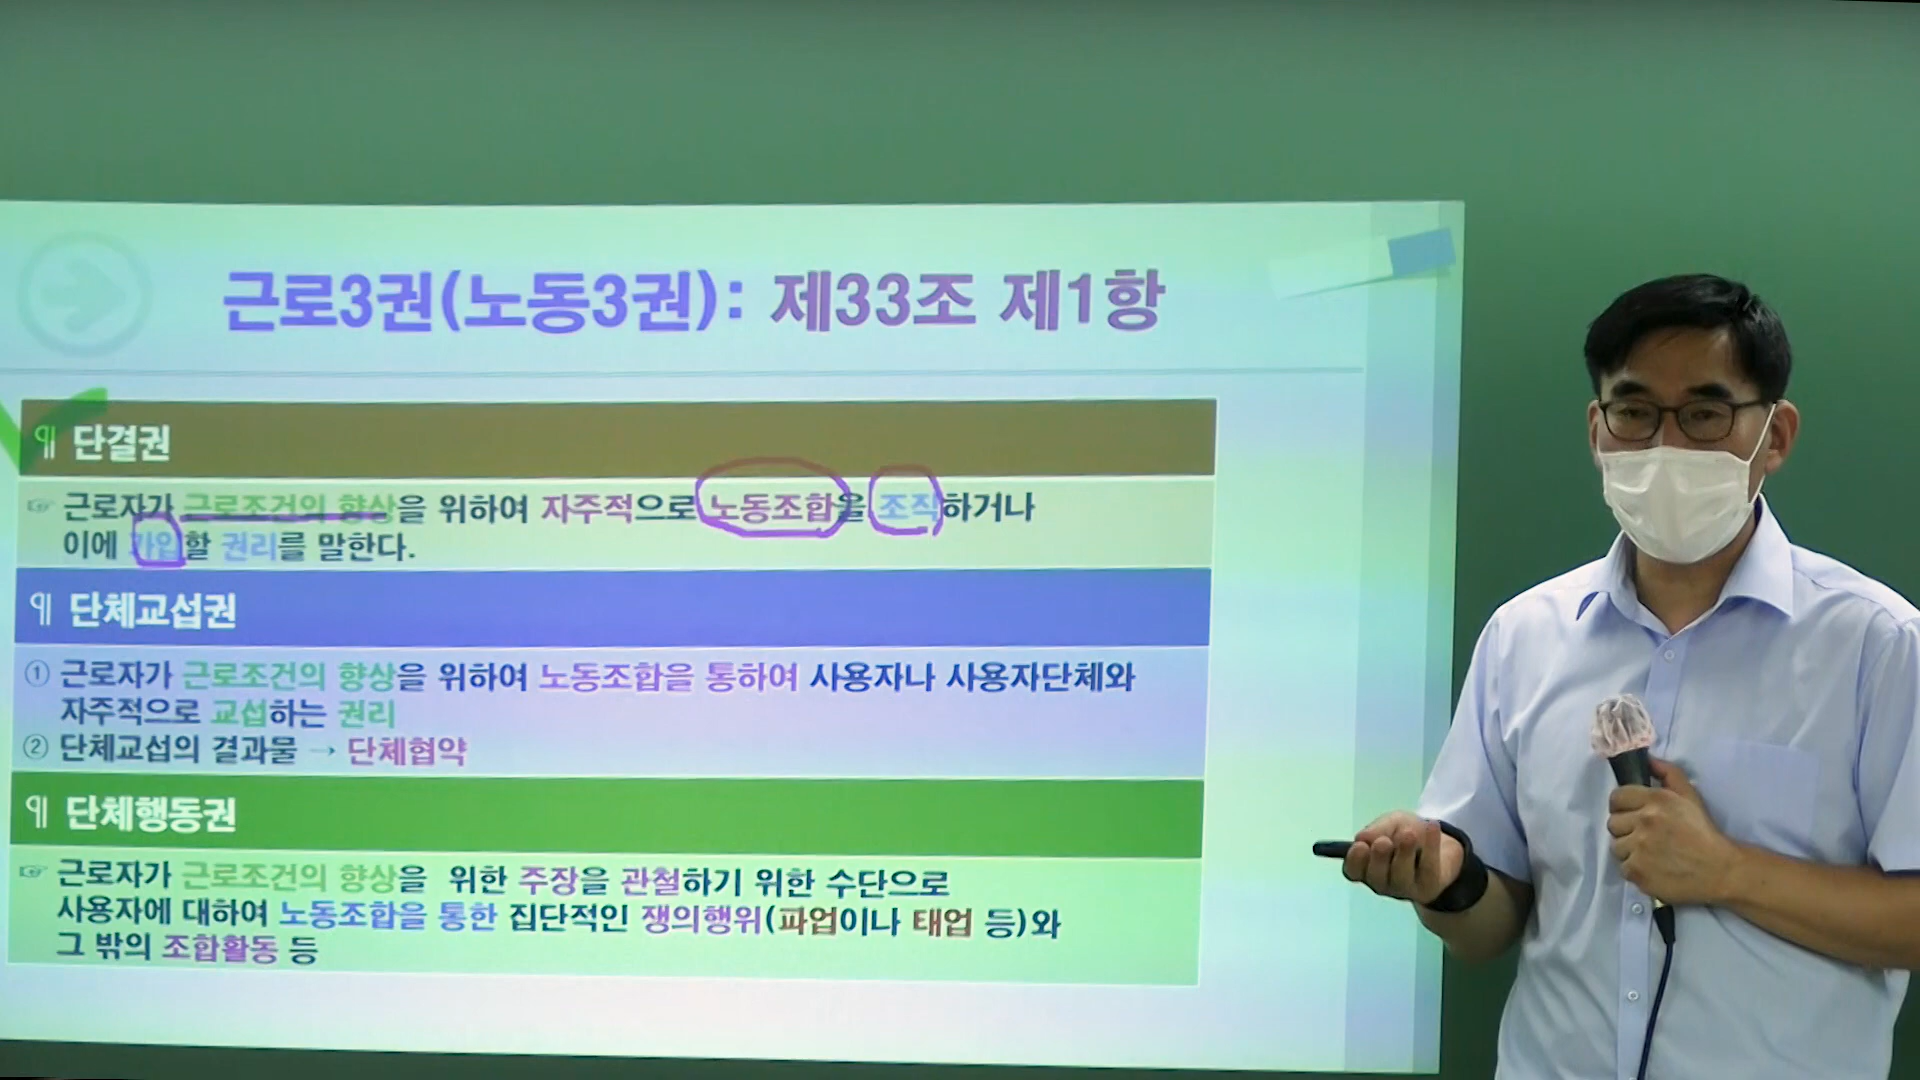 근로3권(노동3권): 제33조 제1항
¶ 단결권
☞ 근로자가 근로조건의 향상을 위하여 자주적으로 노동조합을 조직하거나
이에 가입할 권리를 말한다.
¶ 단체교섭권
① 근로자가 근로조건의 향상을 위하여 노동조합을 통하여 사용자나 사용자단체와
자주적으로 교섭하는 권리
② 단체교섭의 결과물 → 단체협약
¶ 단체행동권
☞ 근로자가 근로조건의 향상을 위한 주장을 관철하기 위한 수단으로
사용자에 대하여 노동조합을 통한 집단적인 쟁의행위(파업이나 태업 등)와
그 밖의 조합활동 등